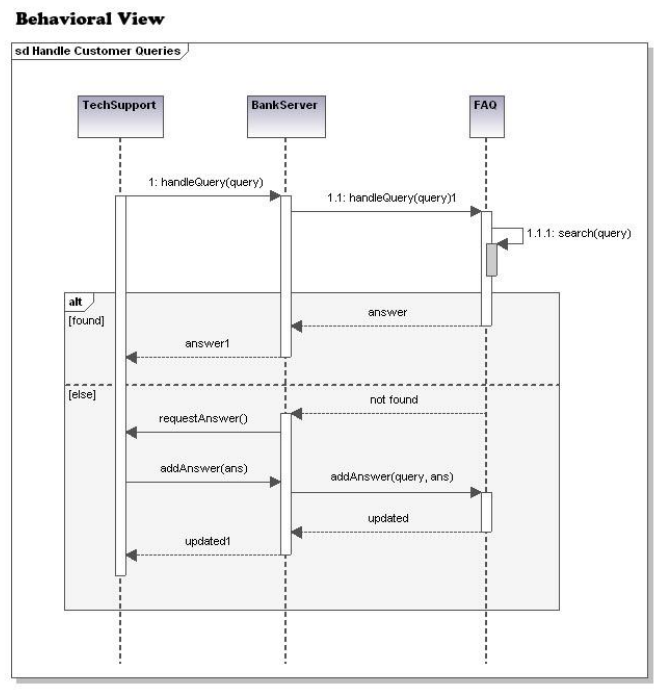 Behavioral View
sd Handle Customer Queries
TechSupport
BankServer
FAQ
1: handleQuery(query)
1.1: handleQuery(query)1
1.1.1: search(query)
alt
[found]
answer
answer1
[else]
not found
requestAnswer()
addAnswer(ans)
addAnswer(query, ans)
updated
updated1